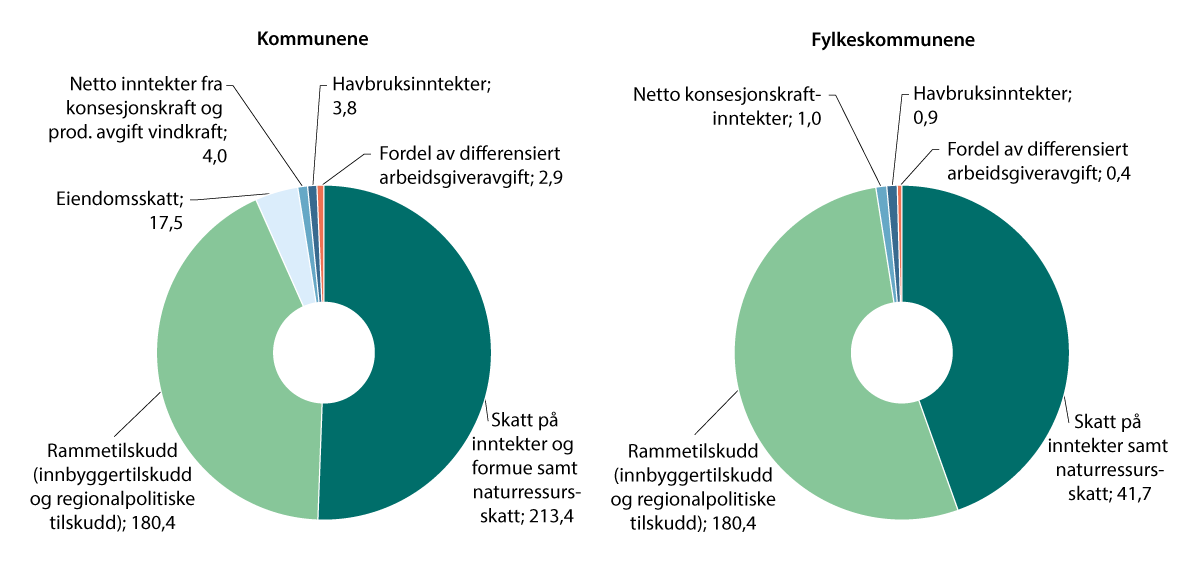 Kommunene
Netto inntekter fra
konsesjonskraft og
prod. avgift vindkraft;
4,0
Havbruksinntekter;
3,8
Fordel av differensiert
arbeidsgiveravgift; 2,9
Eiendomsskatt;
17,5
Rammetilskudd
(innbyggertilskudd
og regionalpolitiske
tilskudd); 180,4
Skatt på
inntekter og
formue samt
naturressurs-
skatt; 213,4
Fylkeskommunene
Netto konsesjonskraft-
inntekter; 1,0
Havbruksinntekter;
0,9
Fordel av differensiert
arbeidsgiveravgift; 0,4
Rammetilskudd
(innbyggertilskudd
og regionalpolitiske
tilskudd); 180,4
Skatt på
inntekter samt
naturressurs-
skatt; 41,7